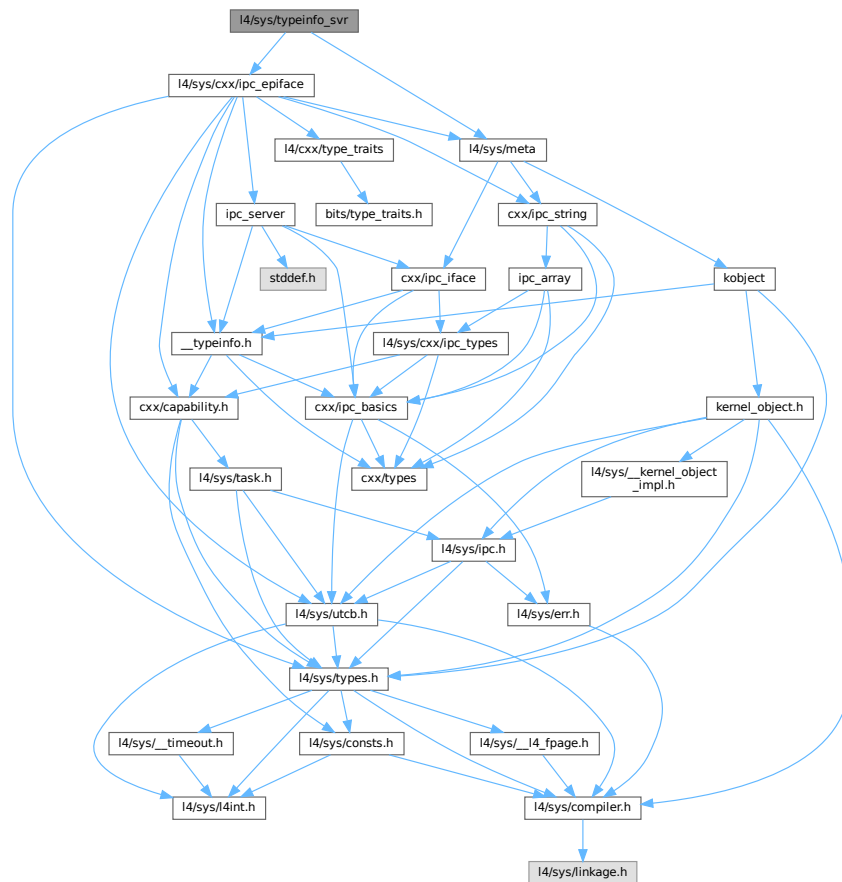 l4/sys/typeinfo_svr
l4/sys/cxx/ipc_epiface
l4/cxx/type_traits
l4/sys/meta
ipc_server
bits/type_traits.h
cxx/ipc_string
stddef.h
cxx/ipc_iface
ipc_array
kobject
__typeinfo.h
l4/sys/cxx/ipc_types
cxx/capability.h
cxx/ipc_basics
kernel_object.h
l4/sys/task.h
cxx/types
l4/sys/__kernel_object
_impl.h
l4/sys/ipc.h
l4/sys/utcb.h
l4/sys/err.h
l4/sys/types.h
l4/sys/__timeout.h
l4/sys/consts.h
l4/sys/__l4_fpage.h
l4/sys/l4int.h
l4/sys/compiler.h
l4/sys/linkage.h